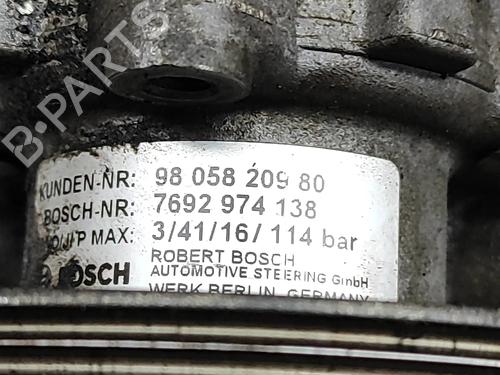 B-PARTS
KUNDEN-NR: 98 058 209 80
BOSCH-NR: 7692 974 138
P MAX: 3/41/16/ 114 bar
BOSCH
ROBERT BOSCH
AUTOMOTIVE STEERING GmbH
WERK BERLIN, GERMANY